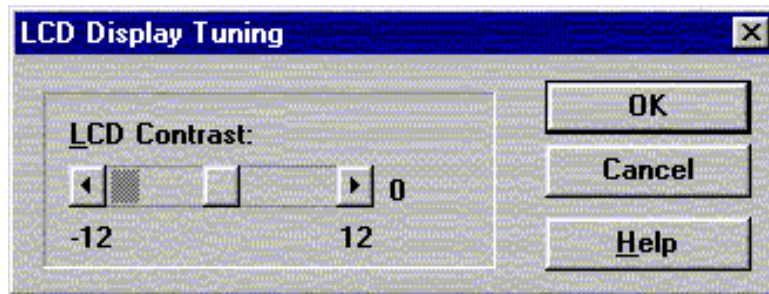 LCD Display Tuning
LCD Contrast:
0
-12 12
OK
Cancel
Help